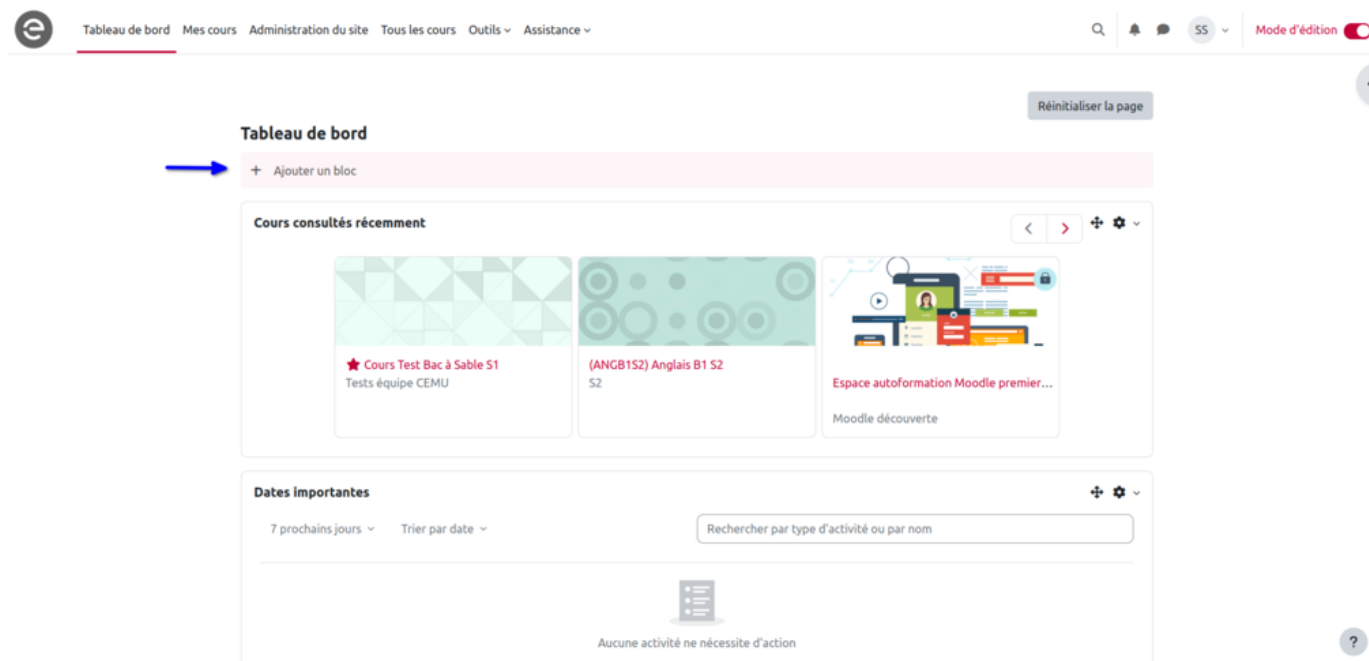 Tableau de bord Mes cours Administration du site Tous les cours Outils Assistance SS Mode d'édition
Réinitialiser la page
Tableau de bord
+ Ajouter un bloc
Cours consultés récemment
Cours Test Bac à Sable S1
Tests équipe CEMU
(ANGB1S2) Anglais B1 S2
S2
Espace autoformation Moodle premier...
Moodle découverte
Dates importantes
7 prochains jours Trier par date Rechercher par type d'activité ou par nom
Aucune activité ne nécessite d'action
?